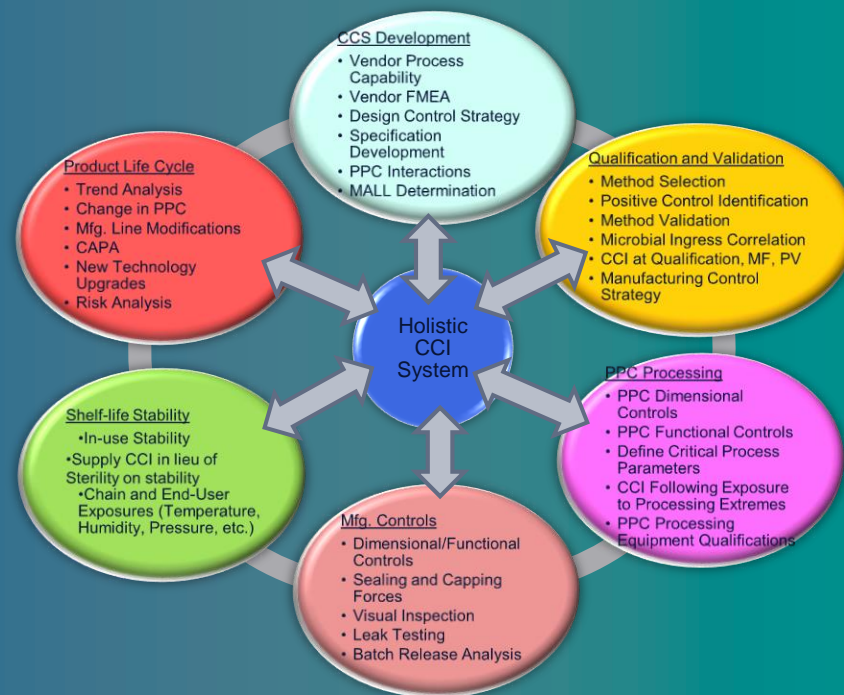 CCS Development
• Vendor Process
Capability
• Vendor FMEA
• Design Control Strategy
• Specification
Development
• PPC Interactions
• MALL Determination
Qualification and Validation
• Method Selection
• Positive Control Identification
• Method Validation
• Microbial Ingress Correlation
• CCI at Qualification, MF, PV
• Manufacturing Control
Strategy
PPC Processing
• PPC Dimensional
Controls
• PPC Functional Controls
• Define Critical Process
Parameters
• CCI Following Exposure
to Processing Extremes
• PPC Processing
Equipment Qualifications
Mfg. Controls
• Dimensional/Functional
Controls
• Sealing and Capping
Forces
• Visual Inspection
• Leak Testing
• Batch Release Analysis
Shelf-life Stability
•In-use Stability
•Supply CCI in lieu of
Sterility on stability
•Chain and End-User
Exposures (Temperature,
Humidity, Pressure, etc.)
Product Life Cycle
• Trend Analysis
• Change in PPC
• Mfg. Line Modifications
• CAPA
• New Technology
Upgrades
• Risk Analysis
Holistic
CCI
System